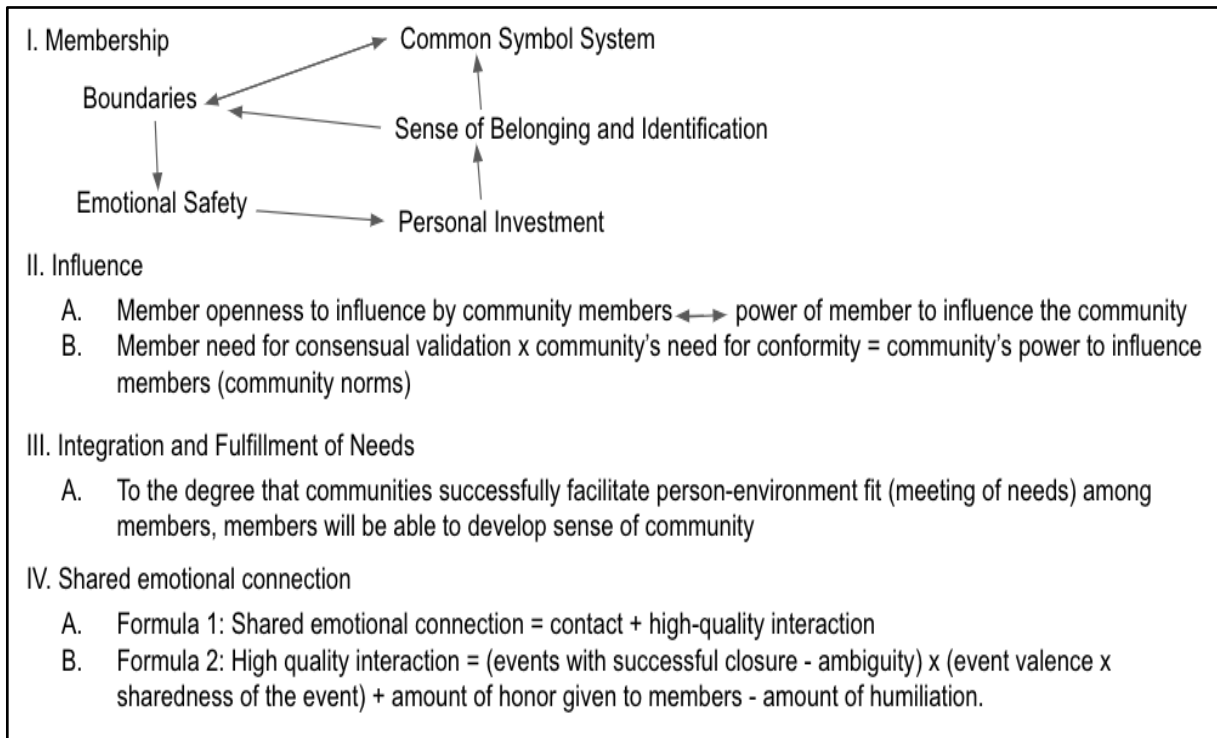 I. Membership
Common Symbol System
Boundaries
Sense of Belonging and Identification
Emotional Safety
Personal Investment
II. Influence
A. Member openness to influence by community members power of member to influence the community
B. Member need for consensual validation x community's need for conformity = community's power to influence
members (community norms)
III. Integration and Fulfillment of Needs
A. To the degree that communities successfully facilitate person-environment fit (meeting of needs) among
members, members will be able to develop sense of community
IV. Shared emotional connection
A. Formula 1: Shared emotional connection = contact + high-quality interaction
B. Formula 2: High quality interaction = (events with successful closure - ambiguity) x (event valence x
sharedness of the event) + amount of honor given to members - amount of humiliation.